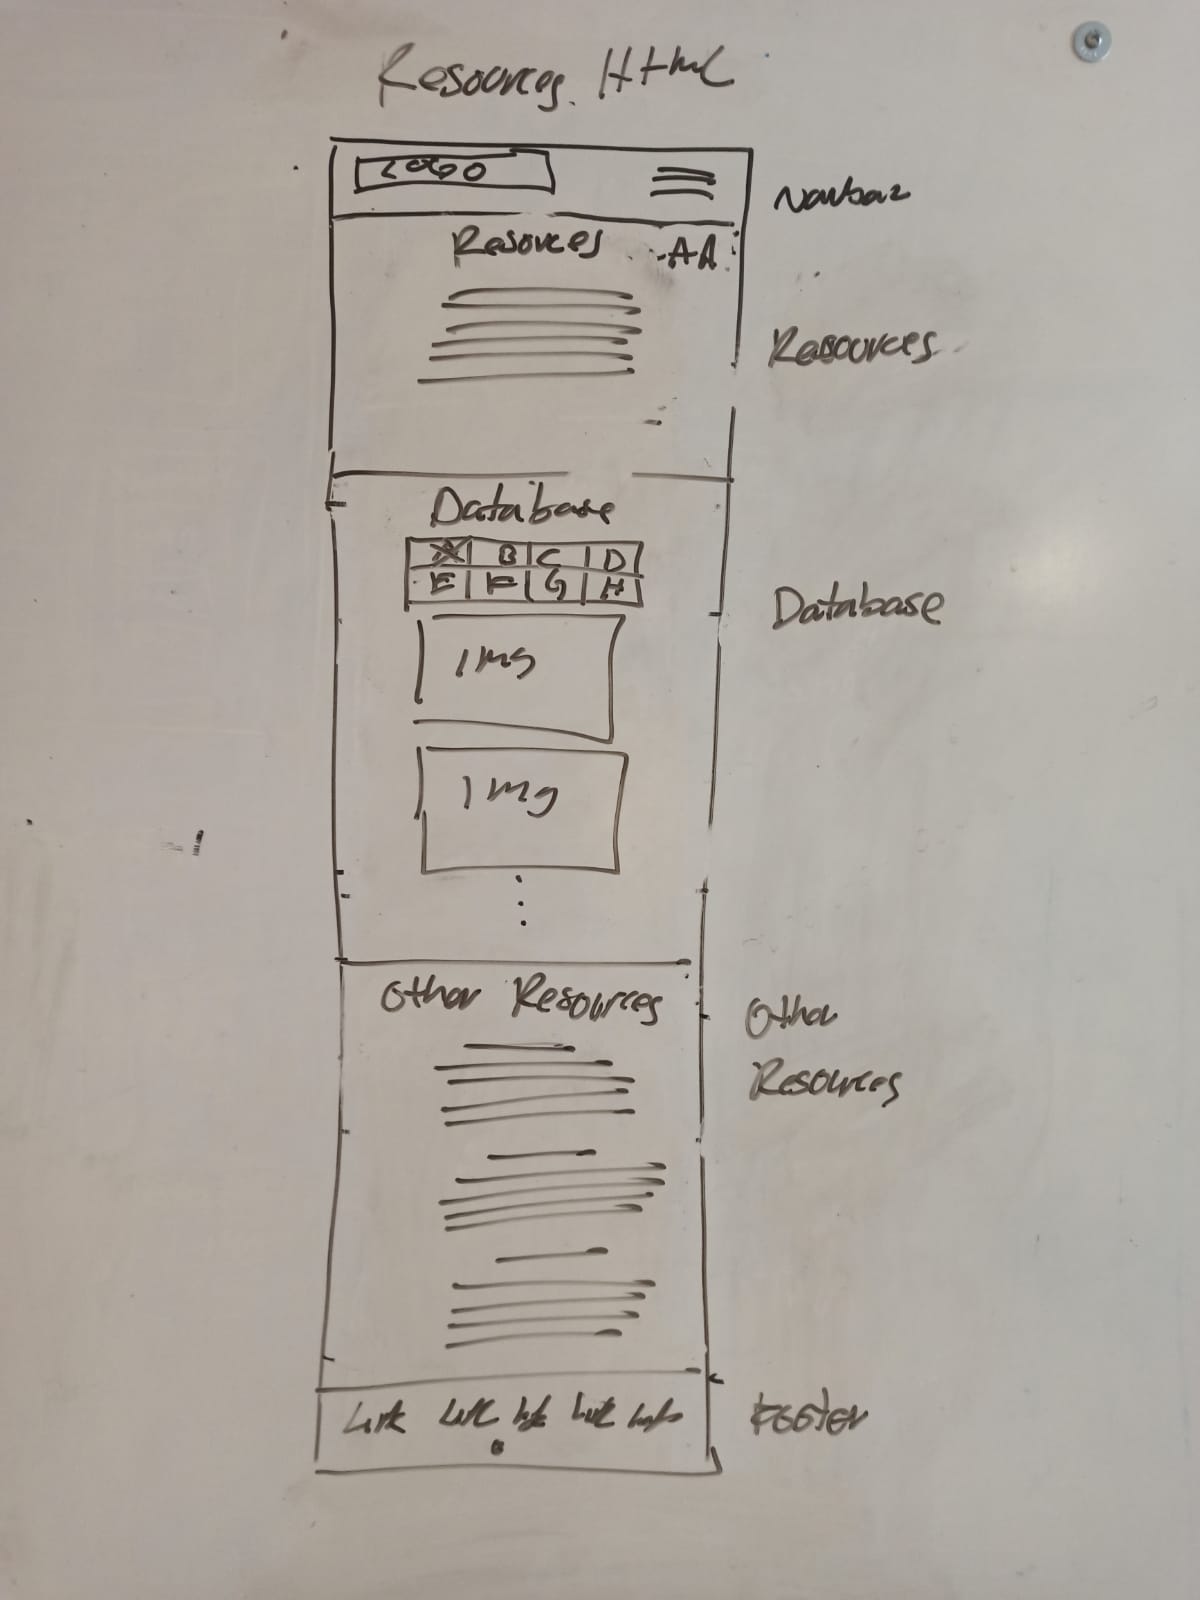 Resources.Html
LOGO
Navbar
Resources AA
Resources
Database
A B C D
E F G H
Database
Img
Img
Other Resources
Other
Resources
Link Link Link Link
Footer